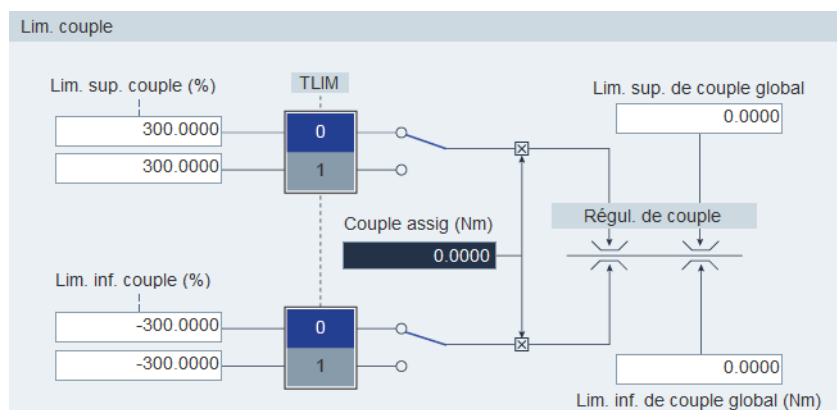 Lim. couple
Lim. sup. couple (%)
TLIM
Lim. sup. de couple global
300.0000
0
0.0000
300.0000
1
Couple assig (Nm)
Régul. de couple
0.0000
Lim. inf. couple (%)
-300.0000
0
-300.0000
1
0.0000
Lim. inf. de couple global (Nm)